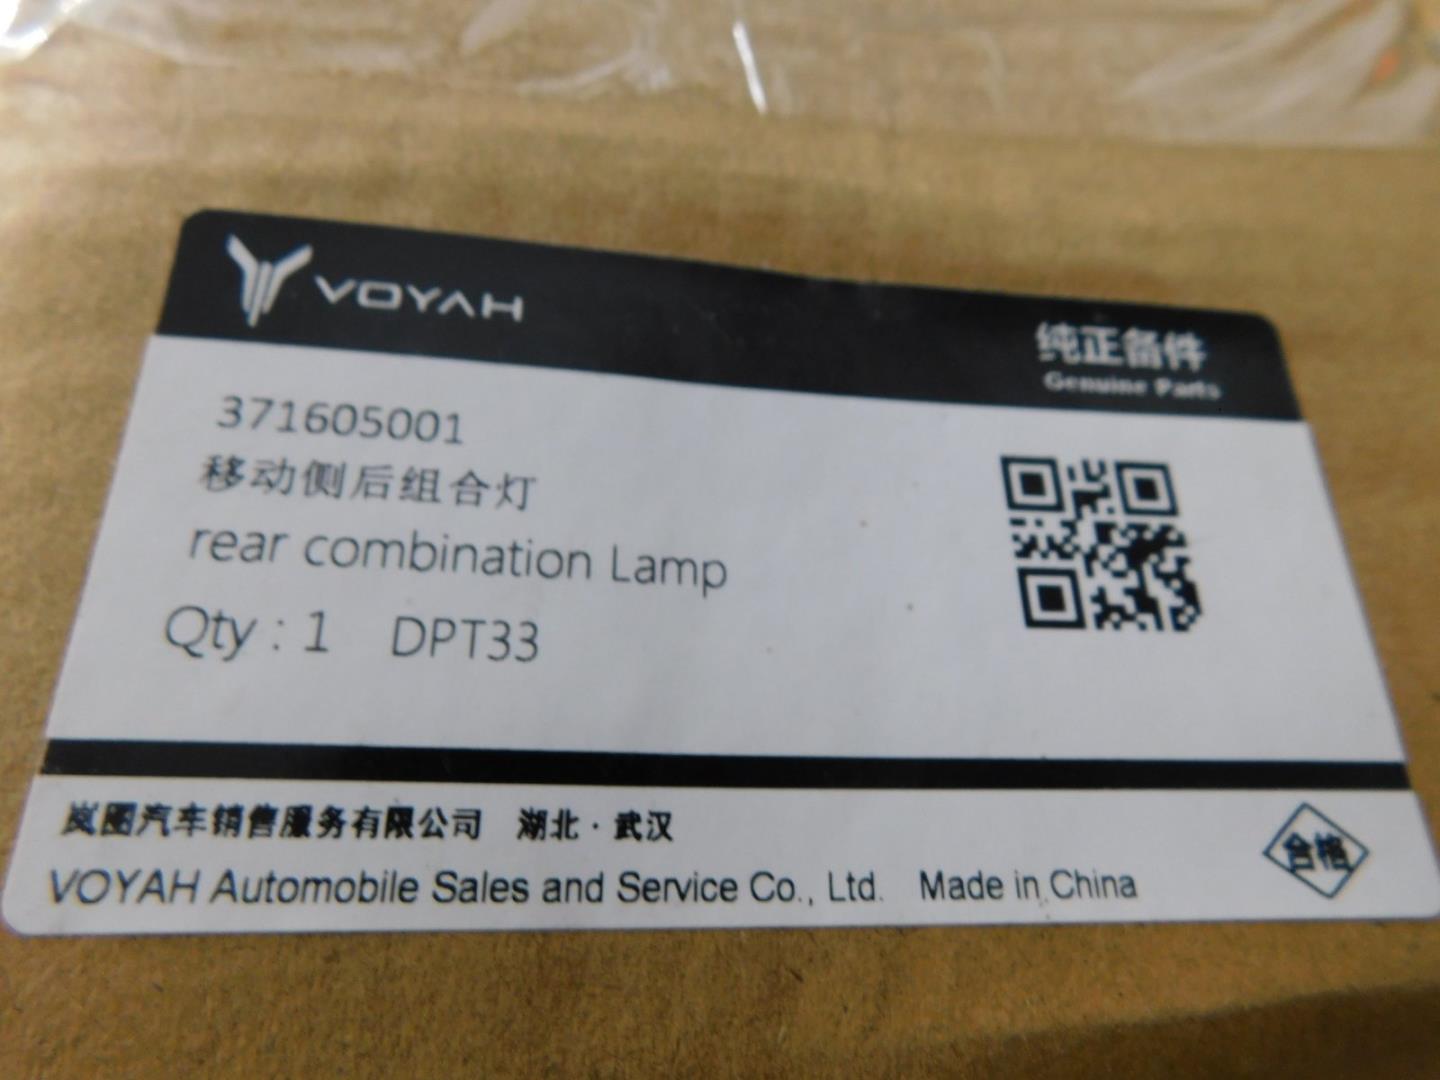 VOYAH
纯正备件
Genuine Parts
371605001
移动侧后组合灯
rear combination Lamp
Qty : 1 DPT33
岚图汽车销售服务有限公司 湖北·武汉
合格
VOYAH Automobile Sales and Service Co., Ltd. Made in China